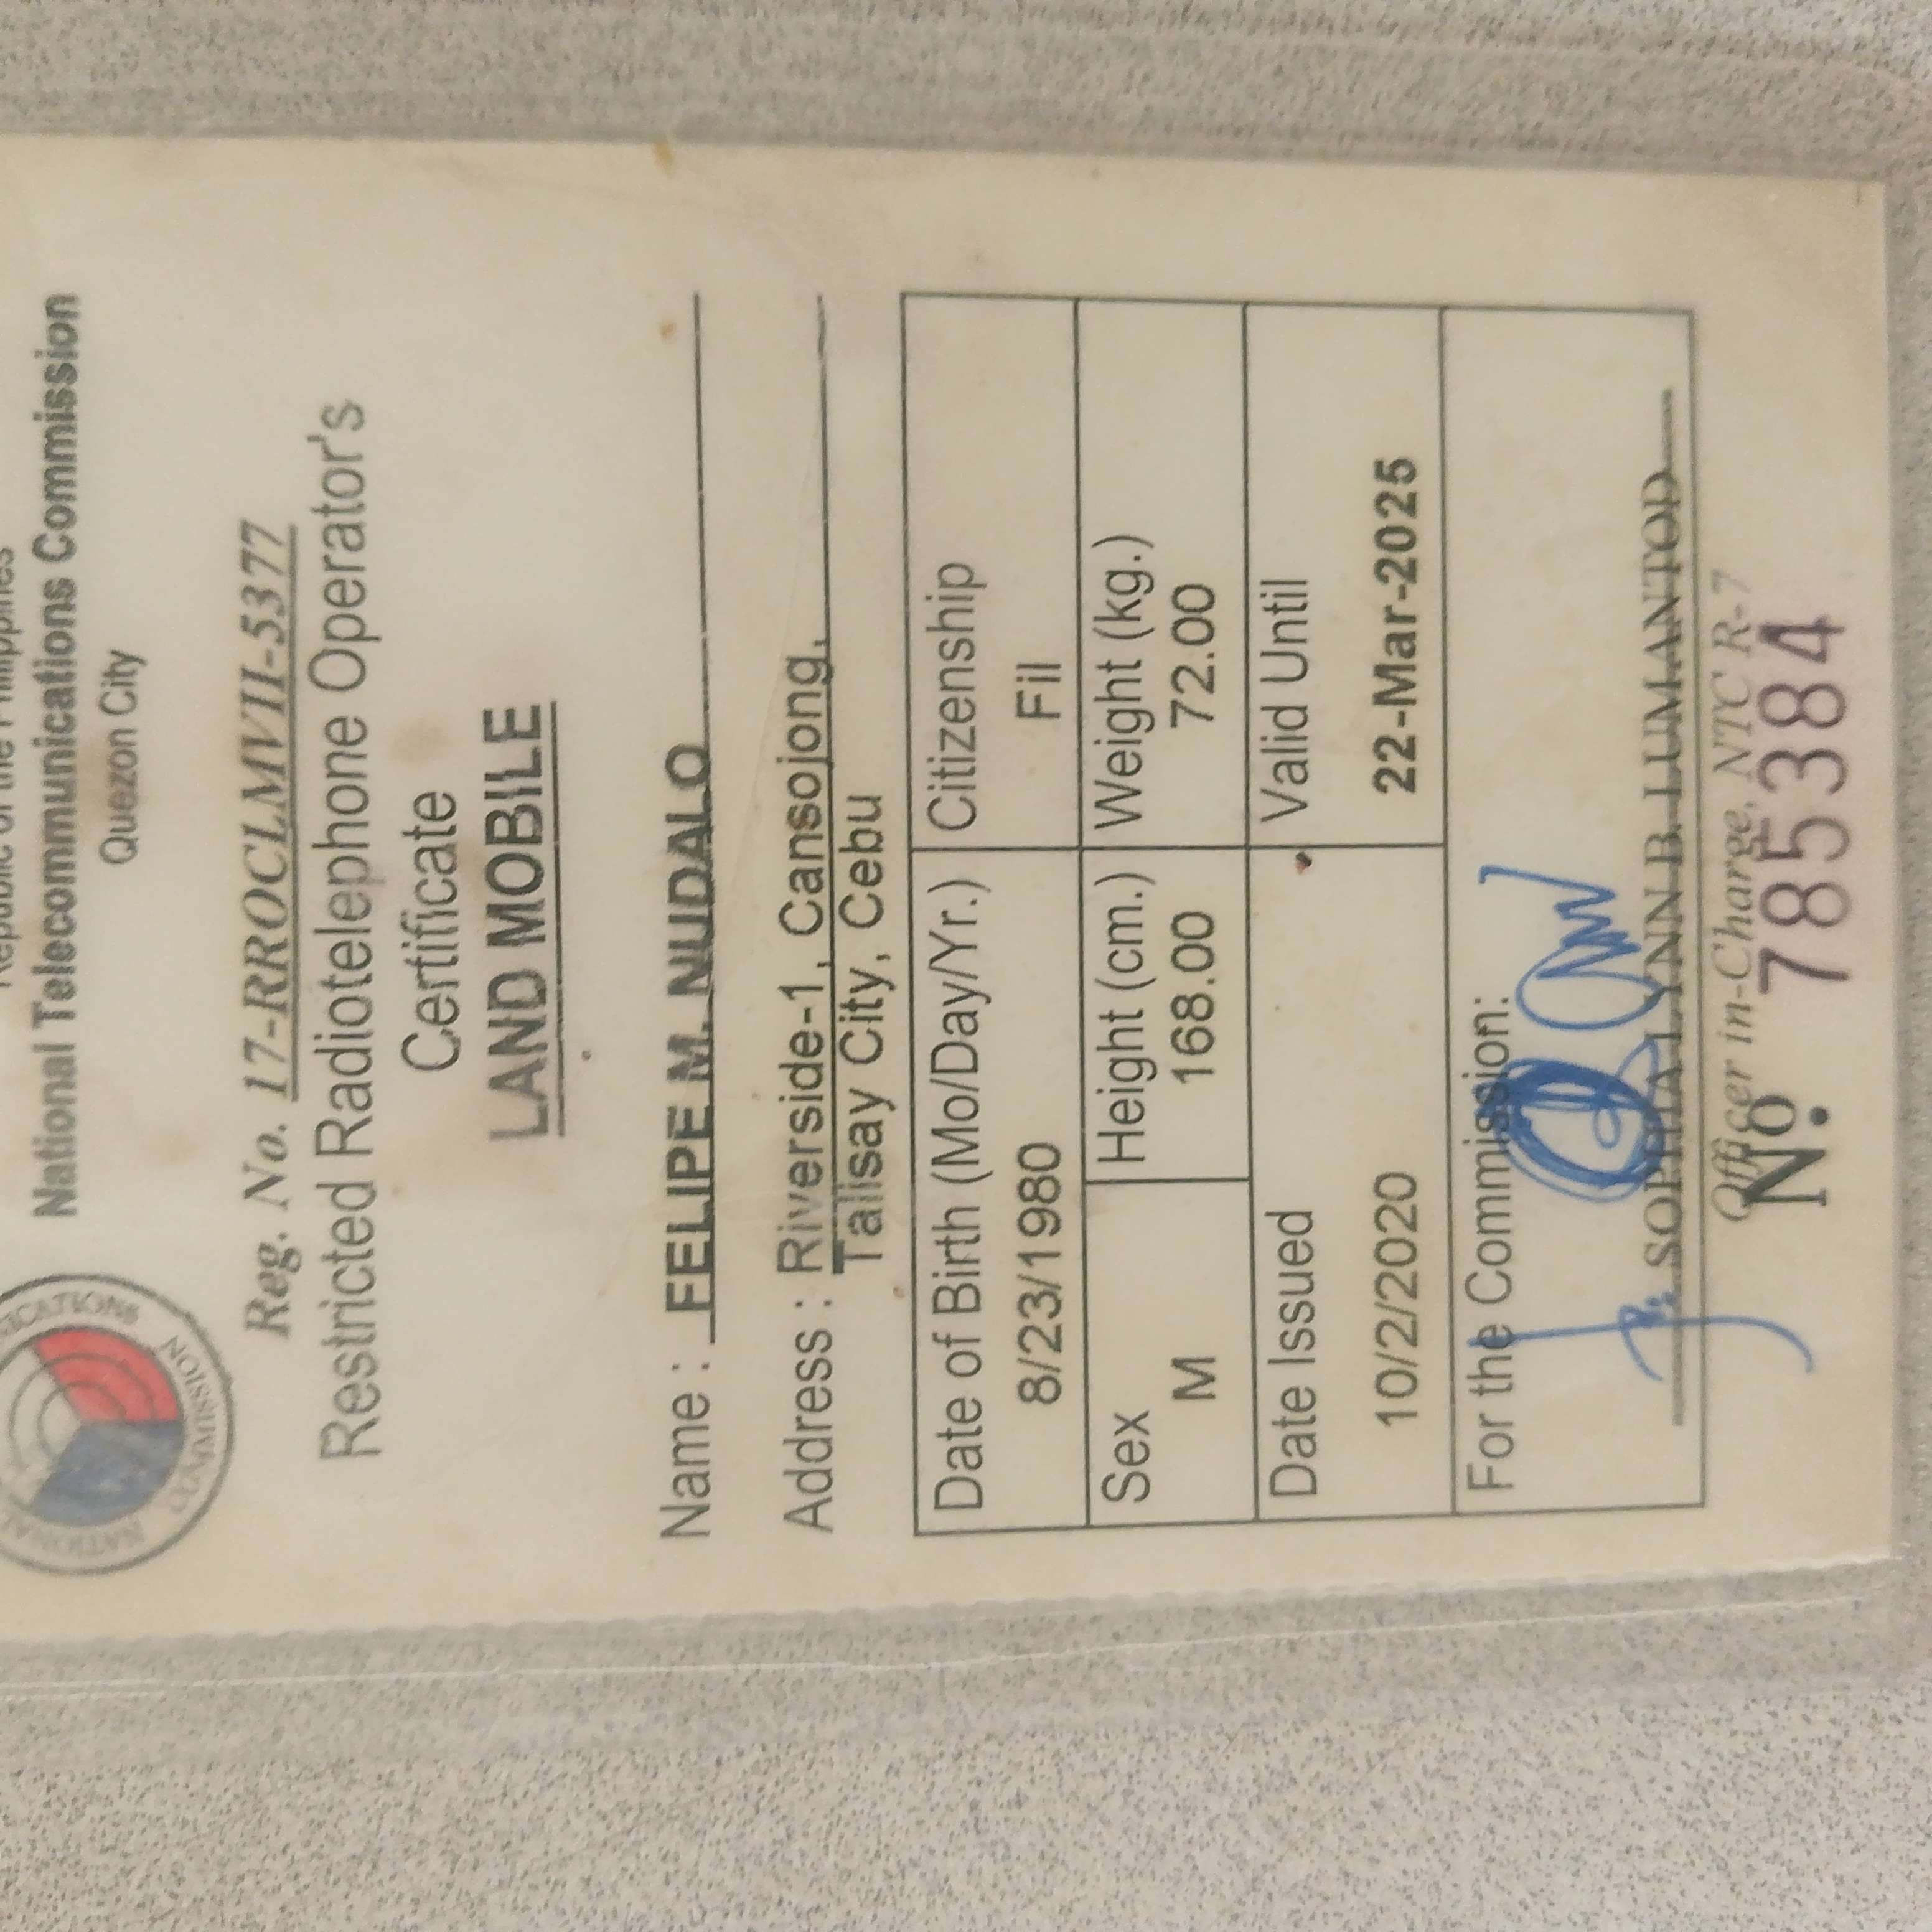 Republic of the Philippines
National Telecommunications Commission
Quezon City
NATIONAL COMMISSION
Reg. No. 17-RROCLMVII-5377
Restricted Radiotelephone Operator's
Certificate
LAND MOBILE
Name : FELIPE M. NUDALO
Address : Riverside-1, Cansojong,
Talisay City, Cebu
Date of Birth (Mo/Day/Yr.) Citizenship
8/23/1980 Fil
Sex Height (cm.) Weight (kg.)
M 168.00 72.00
Date Issued Valid Until
10/2/2020 22-Mar-2025
For the Commission:
SOPHIA LYNN B. LUMANTOD
Officer in-Charge, NTC R-7
No. 785384